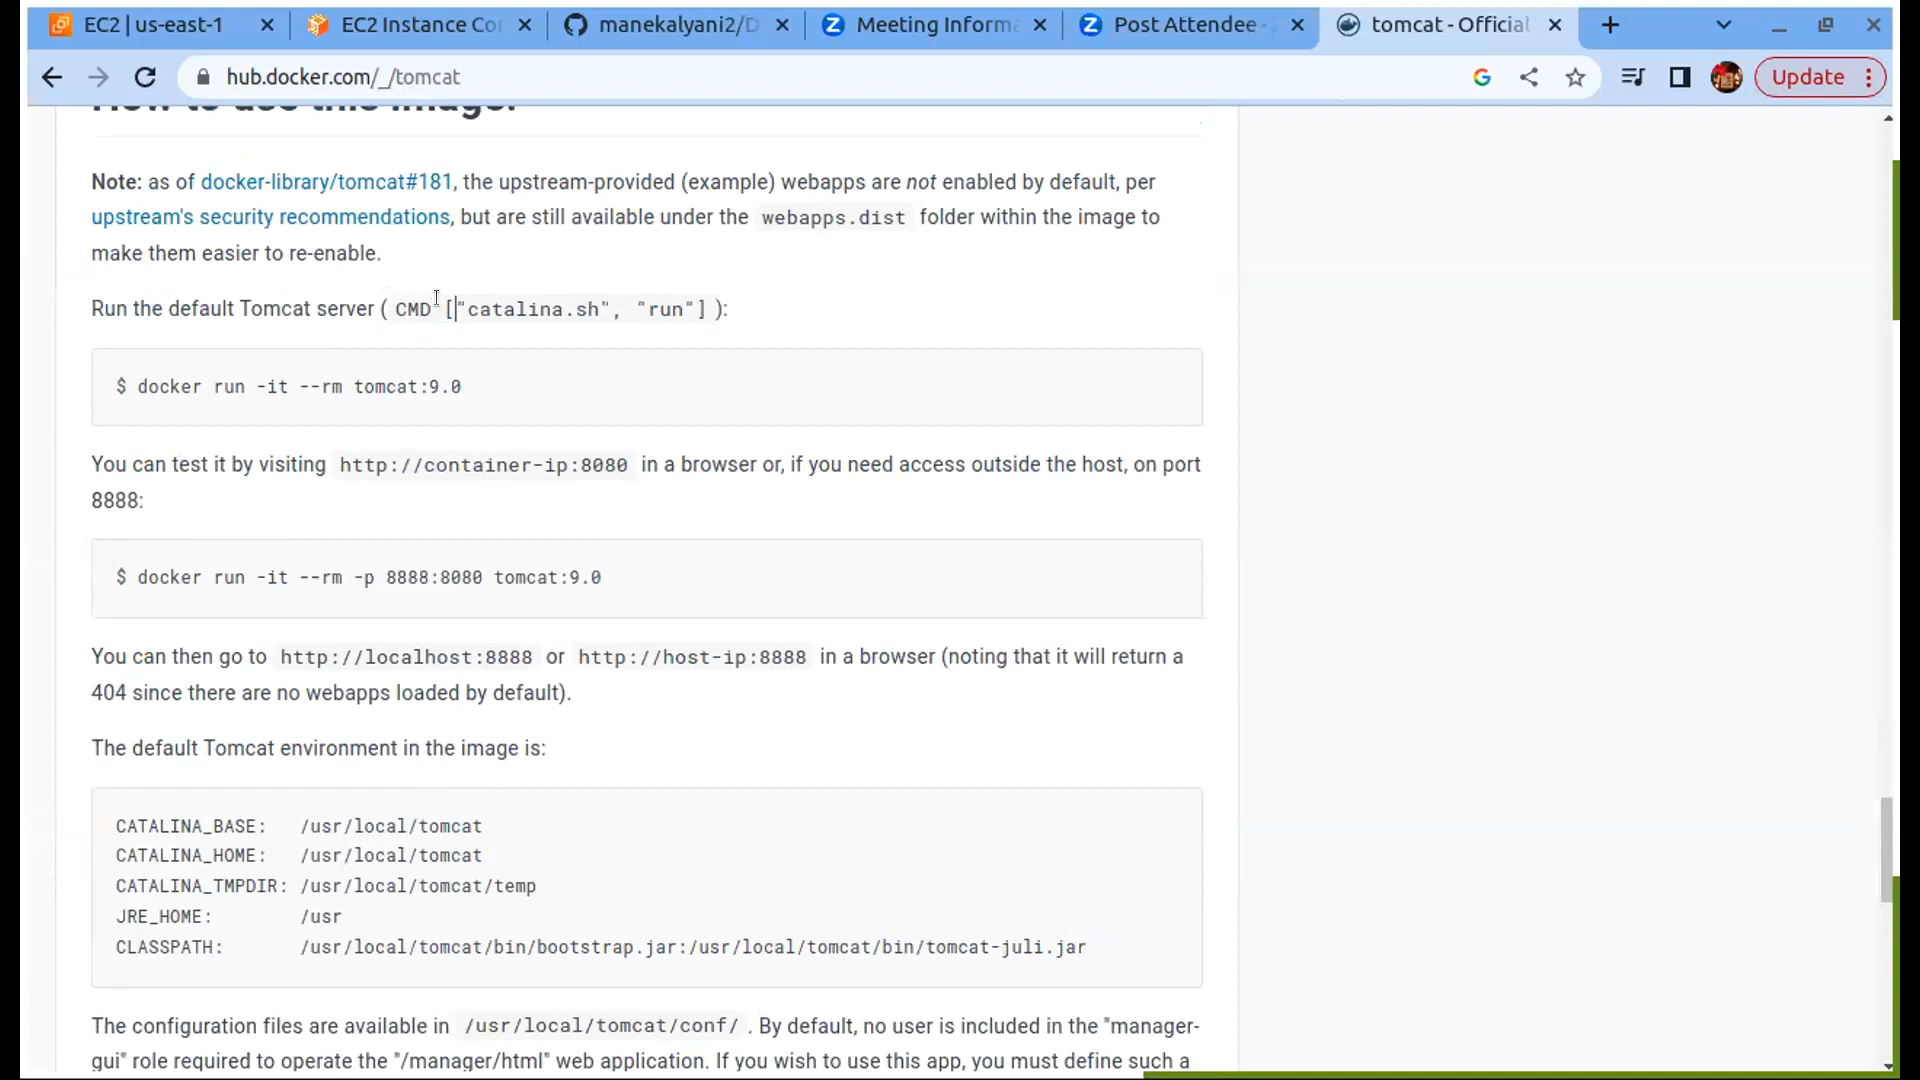 EC2 | us-east-1
EC2 Instance Co
manekalyani2/D
Meeting Inform
Post Attendee -
tomcat - Official
hub.docker.com/_/tomcat
Update
How to use this image.
Note: as of docker-library/tomcat#181, the upstream-provided (example) webapps are not enabled by default, per
upstream's security recommendations, but are still available under the webapps.dist folder within the image to
make them easier to re-enable.
Run the default Tomcat server ( CMD ["catalina.sh", "run"] ):
$ docker run -it --rm tomcat:9.0
You can test it by visiting http://container-ip:8080 in a browser or, if you need access outside the host, on port
8888:
$ docker run -it --rm -p 8888:8080 tomcat:9.0
You can then go to http://localhost:8888 or http://host-ip:8888 in a browser (noting that it will return a
404 since there are no webapps loaded by default).
The default Tomcat environment in the image is:
CATALINA_BASE: /usr/local/tomcat
CATALINA_HOME: /usr/local/tomcat
CATALINA_TMPDIR: /usr/local/tomcat/temp
JRE_HOME: /usr
CLASSPATH: /usr/local/tomcat/bin/bootstrap.jar:/usr/local/tomcat/bin/tomcat-juli.jar
The configuration files are available in /usr/local/tomcat/conf/ . By default, no user is included in the "manager-
gui" role required to operate the "/manager/html" web application. If you wish to use this app, you must define such a